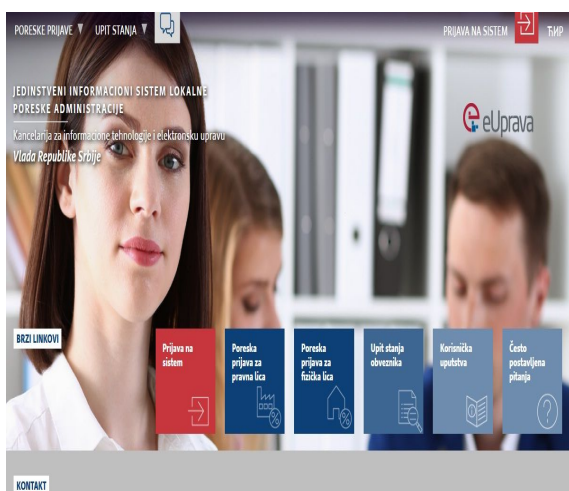 PORESKE PRIJAVE
UPIT STANJA
PRIJAVA NA SISTEM
ЋИР
JEDINSTVENI INFORMACIONI SISTEM LOKALNE
PORESKE ADMINISTRACIJE
Kancelarija za informacione tehnologije i elektronsku upravu
Vlada Republike Srbije
eUprava
BRZI LINKOVI
Prijava na
sistem
Poreska
prijava za
pravna lica
Poreska
prijava za
fizička lica
Upit stanja
obveznika
Korisnička
uputstva
Često
postavljena
pitanja
KONTAKT